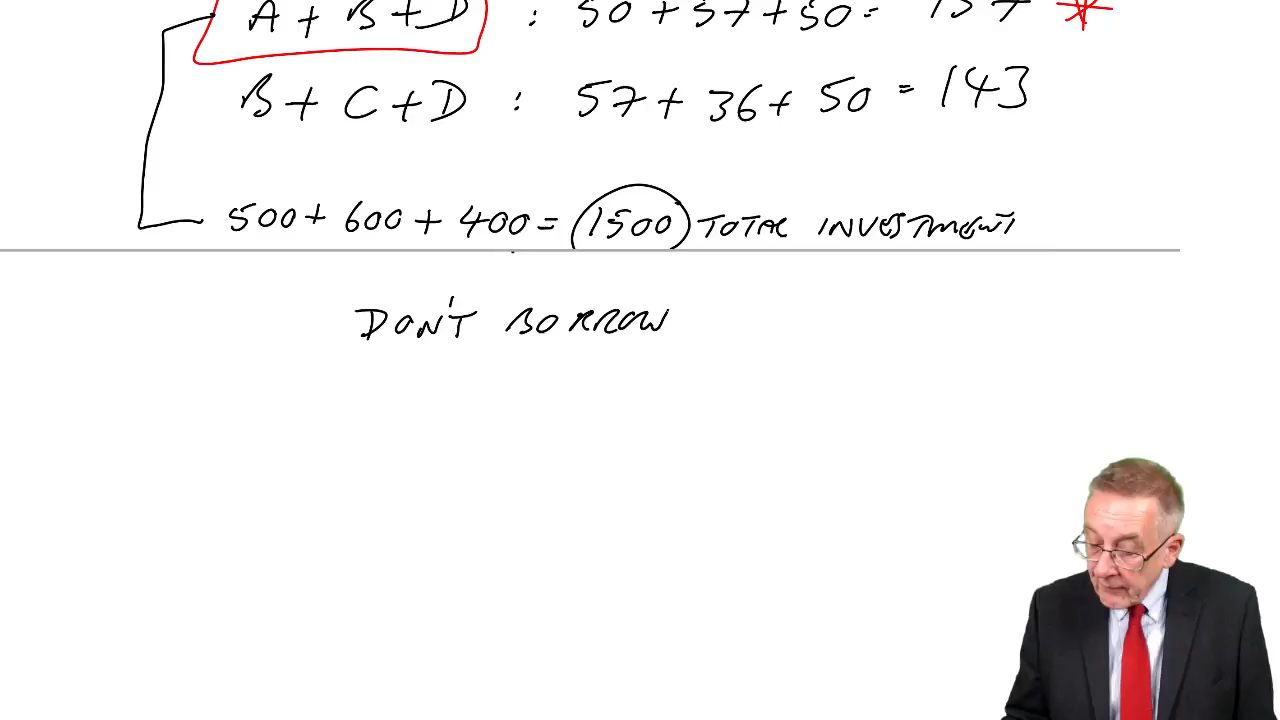 A + B + D : 50 + 57 + 50 = 157 *
B + C + D : 57 + 36 + 50 = 143
500 + 600 + 400 = 1500 TOTAL INVESTMENT
DON'T BORROW